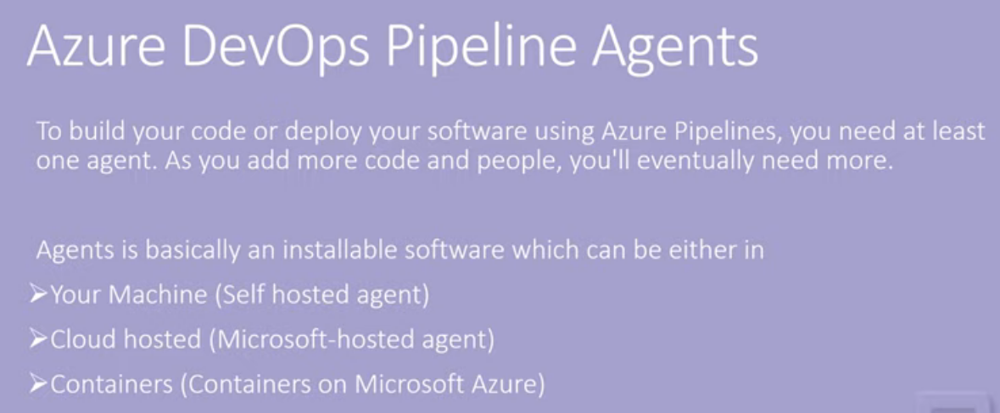 Azure DevOps Pipeline Agents
To build your code or deploy your software using Azure Pipelines, you need at least
one agent. As you add more code and people, you'll eventually need more.
Agents is basically an installable software which can be either in
➢Your Machine (Self hosted agent)
➢Cloud hosted (Microsoft-hosted agent)
➢Containers (Containers on Microsoft Azure)